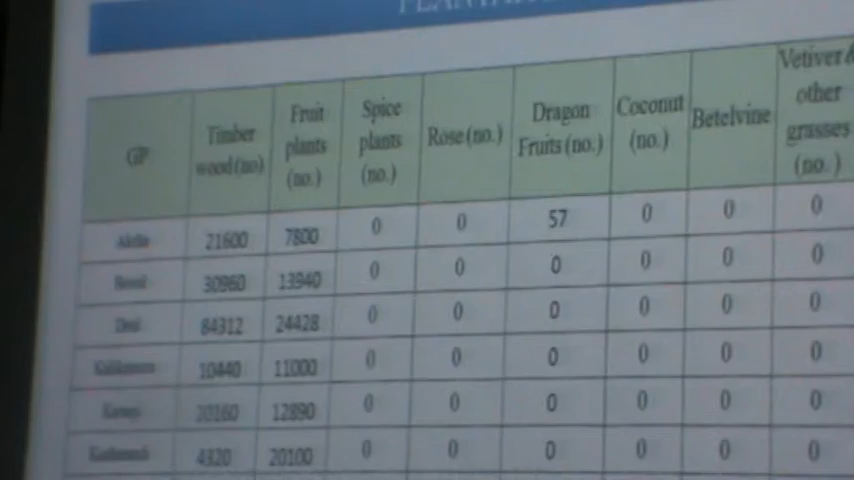 GP Timber wood(no) Fruit plants (no.) Spice plants (no.) Rose(no.) Dragon Fruits(no.) Coconut (no.) Betelvine Vetiver & other grasses (no. )
21600 7800 0 0 57 0 0 0
30960 13940 0 0 0 0 0 0
84312 24428 0 0 0 0 0 0
10440 11000 0 0 0 0 0 0
20160 12890 0 0 0 0 0 0
4320 20100 0 0 0 0 0 0